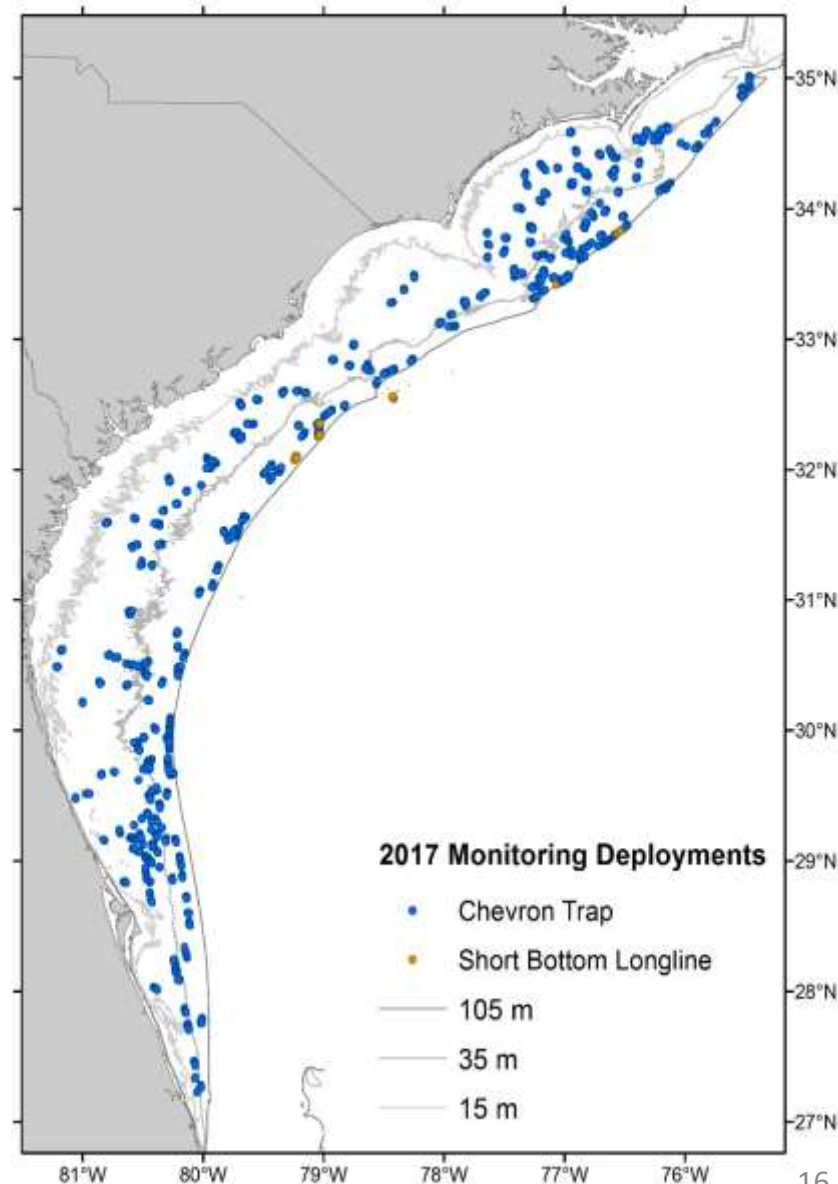 35°N
34°N
33°N
32°N
31°N
30°N
2017 Monitoring Deployments
29°N
Chevron Trap
Short Bottom Longline
28°N
105 m
35 m
15 m
27°N
81°W 80°W 79°W 78°W 77°W 76°W
16